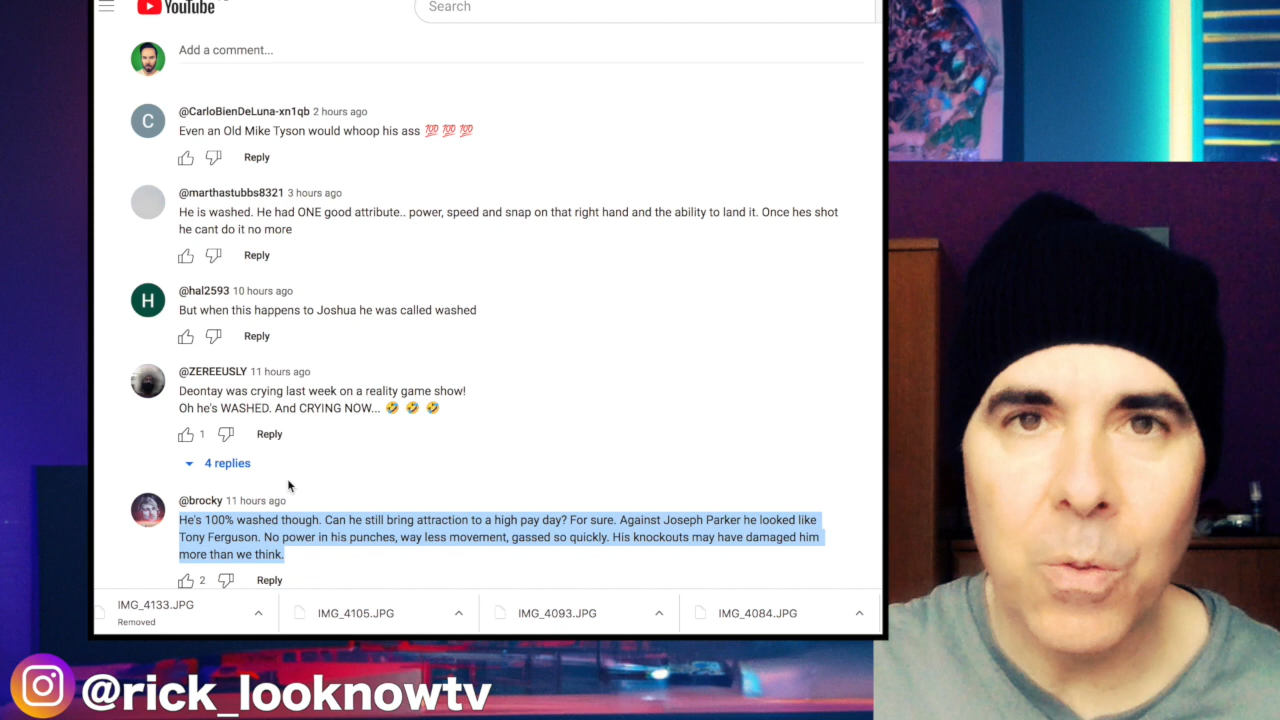 YouTube
Search
Add a comment...
@CarloBienDeLuna-xn1qb 2 hours ago
Even an Old Mike Tyson would whoop his ass 💯 💯 💯
Reply
@marthastubbs8321 3 hours ago
He is washed. He had ONE good attribute.. power, speed and snap on that right hand and the ability to land it. Once hes shot
he cant do it no more
Reply
H
@hal2593 10 hours ago
But when this happens to Joshua he was called washed
Reply
@ZEREEUSLY 11 hours ago
Deontay was crying last week on a reality game show!
Oh he's WASHED. And CRYING NOW... 🤣 🤣 🤣
1 Reply
4 replies
@brocky 11 hours ago
He's 100% washed though. Can he still bring attraction to a high pay day? For sure. Against Joseph Parker he looked like
Tony Ferguson. No power in his punches, way less movement, gassed so quickly. His knockouts may have damaged him
more than we think.
2 Reply
IMG_4133.JPG
Removed
IMG_4105.JPG
IMG_4093.JPG
IMG_4084.JPG
@rick_looknowtv
C